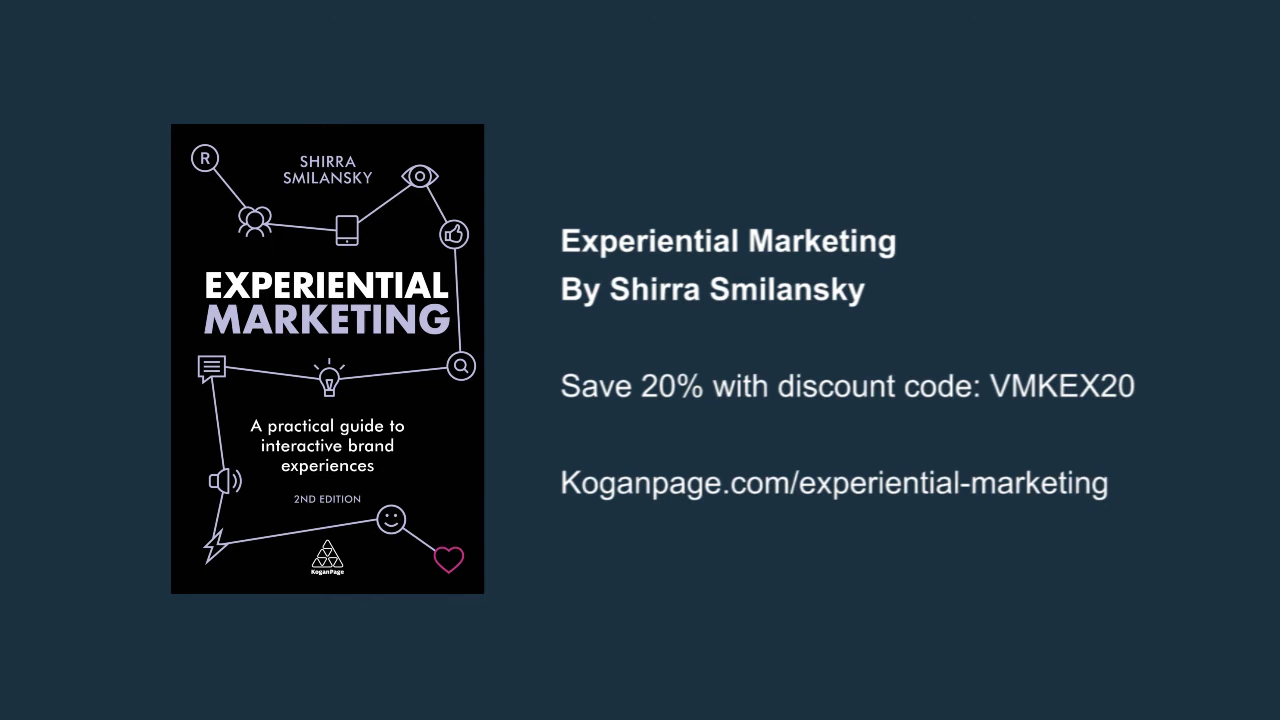 R
SHIRRA
SMILANSKY
EXPERIENTIAL
MARKETING
A practical guide to
interactive brand
experiences
2ND EDITION
KoganPage
Experiential Marketing
By Shirra Smilansky
Save 20% with discount code: VMKEX20
Koganpage.com/experiential-marketing